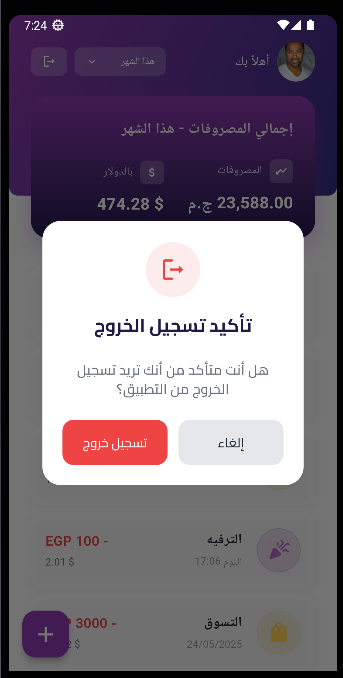 7:24
أهلاً بك
هذا الشهر
إجمالي المصروفات - هذا الشهر
المصروفات
بالدولار
$
23,588.00 ج.م
474.28 $
تأكيد تسجيل الخروج
هل أنت متأكد من أنك تريد تسجيل
الخروج من التطبيق؟
إلغاء
تسجيل خروج
الترفيه
EGP 100 -
اليوم 17:06
2.01 $
التسوق
3000 -
24/05/2025